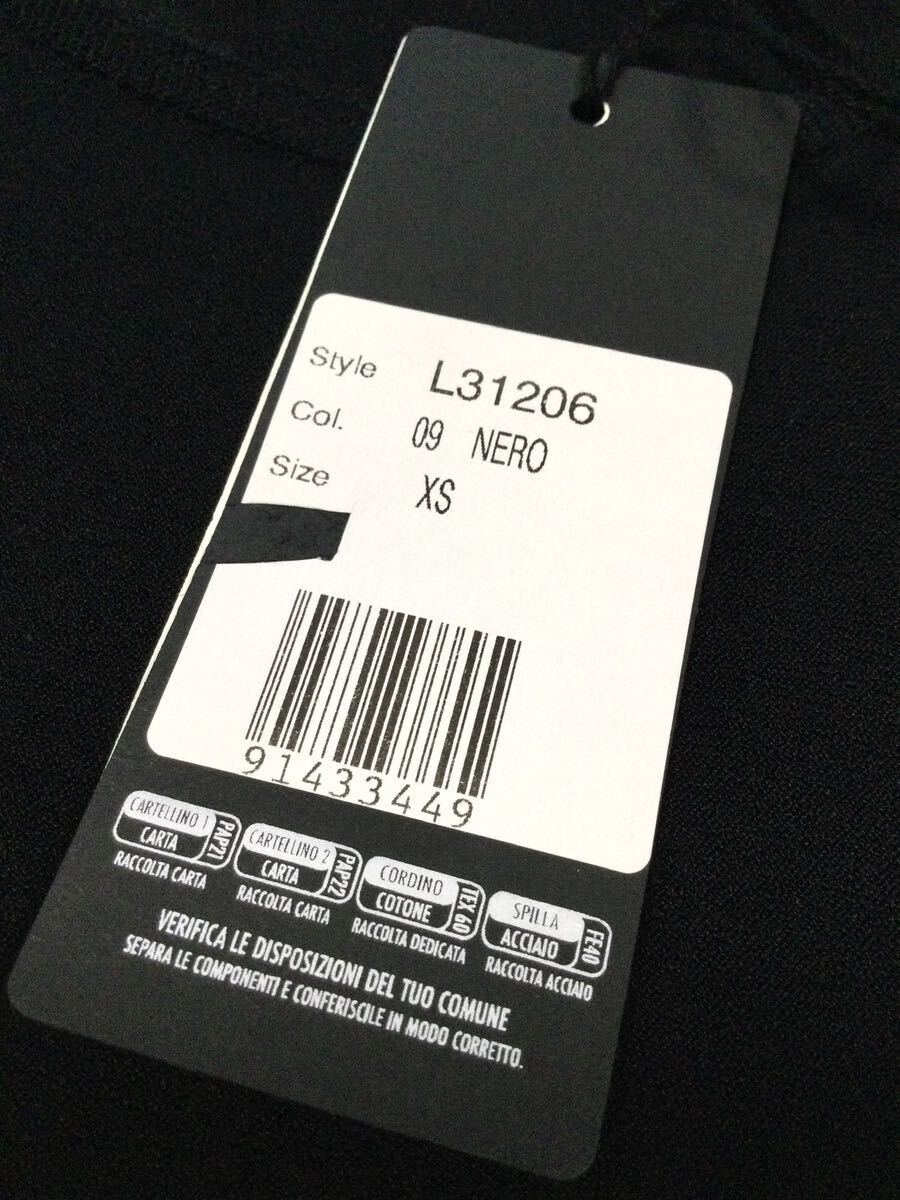 Style L31206
Col. 09 NERO
Size XS
91433449
CARTELLINO 1
CARTA
PAP21
RACCOLTA CARTA
CARTELLINO 2
CARTA
PAP22
RACCOLTA CARTA
CORDINO
COTONE
TEX 60
RACCOLTA DEDICATA
SPILLA
ACCIAIO
FE40
RACCOLTA ACCIAIO
VERIFICA LE DISPOSIZIONI DEL TUO COMUNE
SEPARA LE COMPONENTI E CONFERISCILE IN MODO CORRETTO.